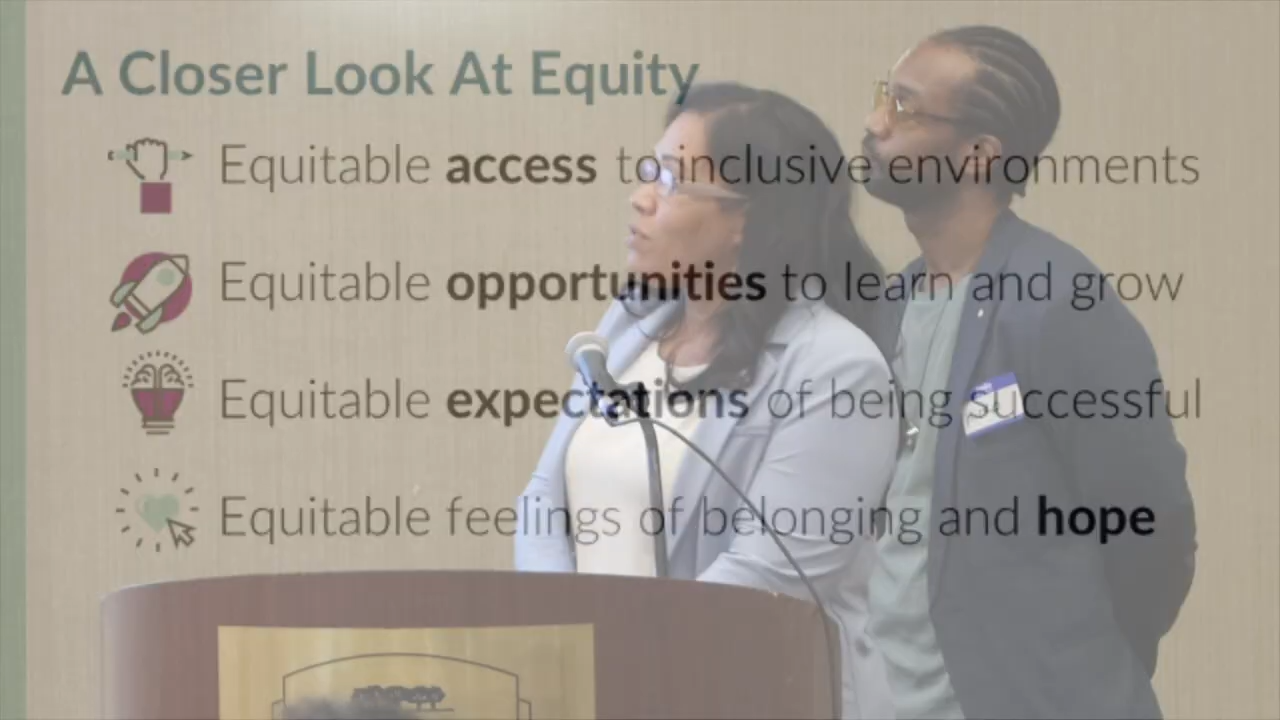 A Closer Look At Equity
Equitable access to inclusive environments
Equitable opportunities to learn and grow
Equitable expectations of being successful
Equitable feelings of belonging and hope